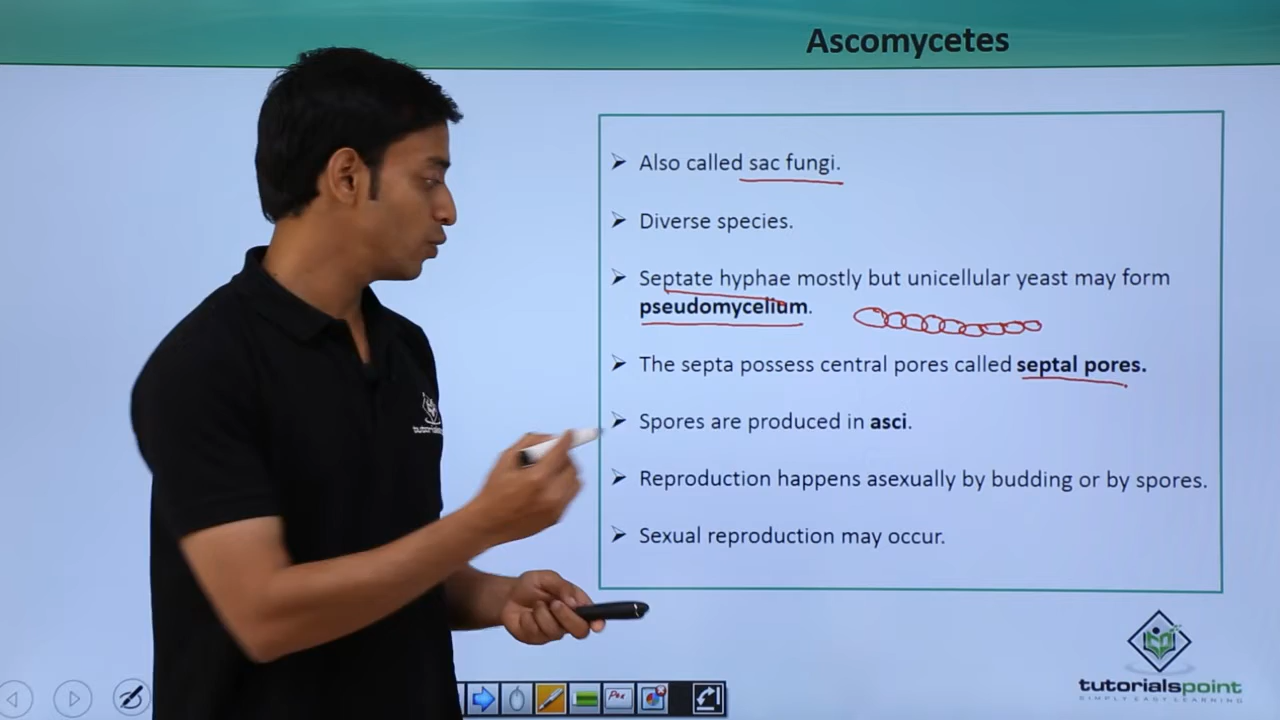 Ascomycetes
Also called sac fungi.
Diverse species.
Septate hyphae mostly but unicellular yeast may form
pseudomycelium.
The septa possess central pores called septal pores.
Spores are produced in asci.
Reproduction happens asexually by budding or by spores.
Sexual reproduction may occur.
tutorialspoint
SIMPLY EASY LEARNING